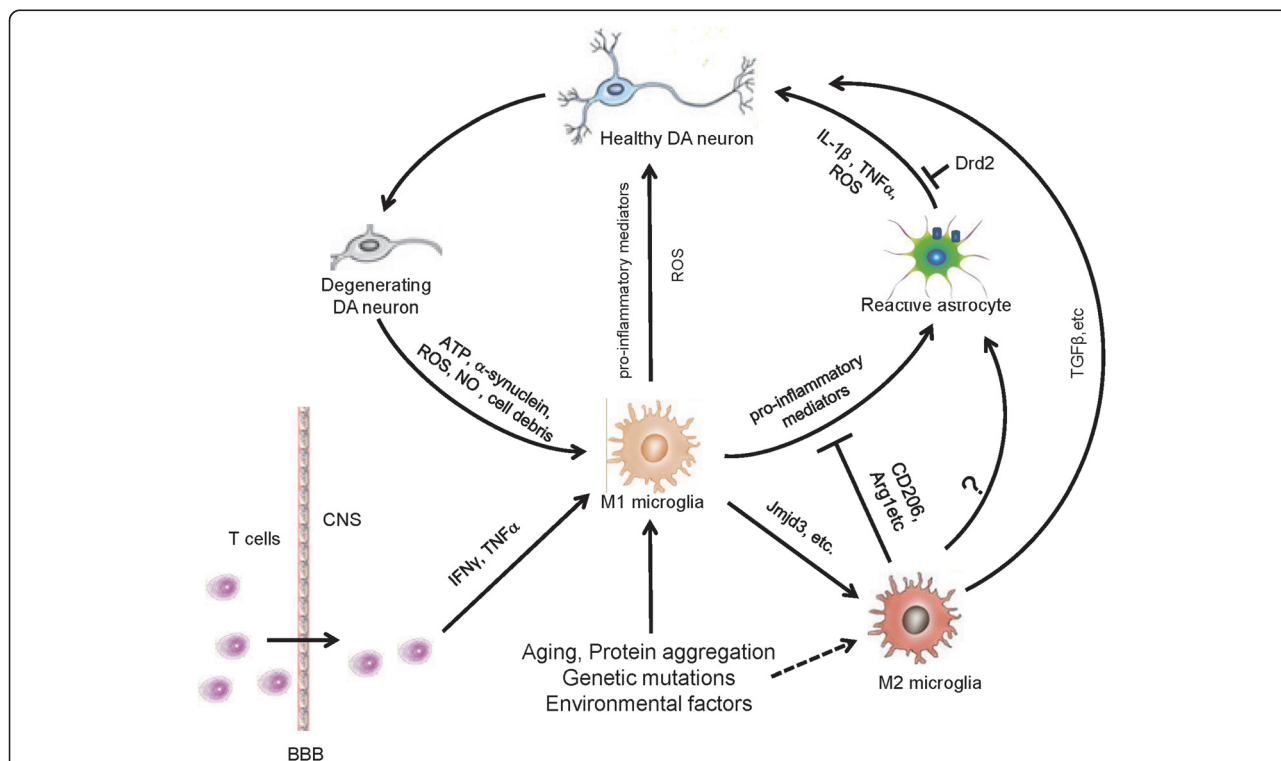 Healthy DA neuron
IL-1β, TNFα,
ROS
Drd2
Degenerating
DA neuron
pro-inflammatory mediators
ROS
Reactive astrocyte
TGFβ, etc
ATP, α-synuclein,
ROS, NO, cell debris
pro-inflammatory
mediators
M1 microglia
CD206,
Arg1etc
?
CNS
T cells
IFNγ, TNFα
Jmjd3, etc.
Aging, Protein aggregation
Genetic mutations
Environmental factors
M2 microglia
BBB